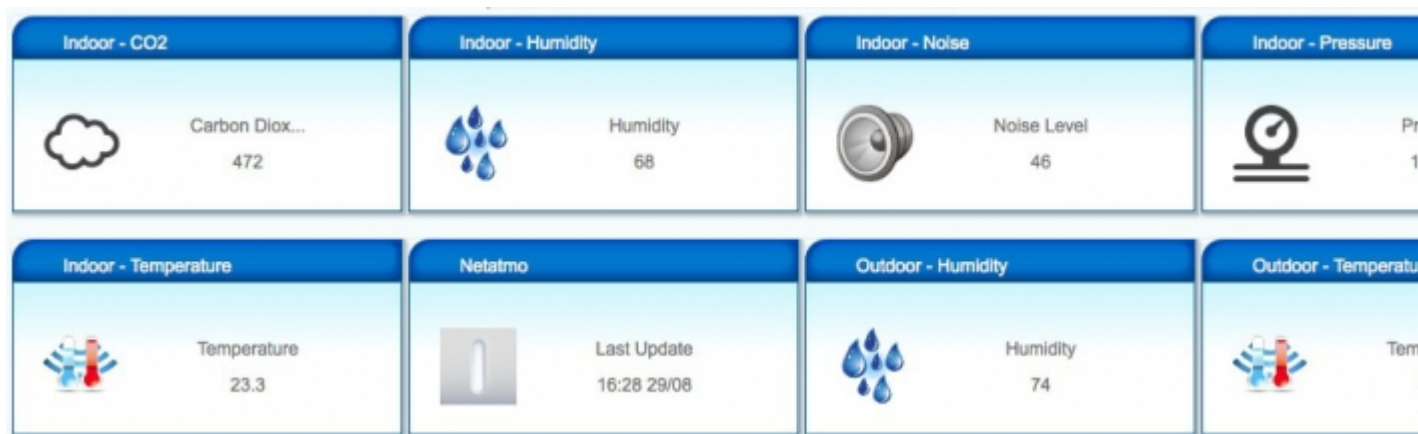 Indoor - CO2
Carbon Diox...
472
Indoor - Humidity
Humidity
68
Indoor - Noise
Noise Level
46
Indoor - Pressure
Indoor - Temperature
Temperature
23.3
Netatmo
Last Update
16:28 29/08
Outdoor - Humidity
Humidity
74
Outdoor -